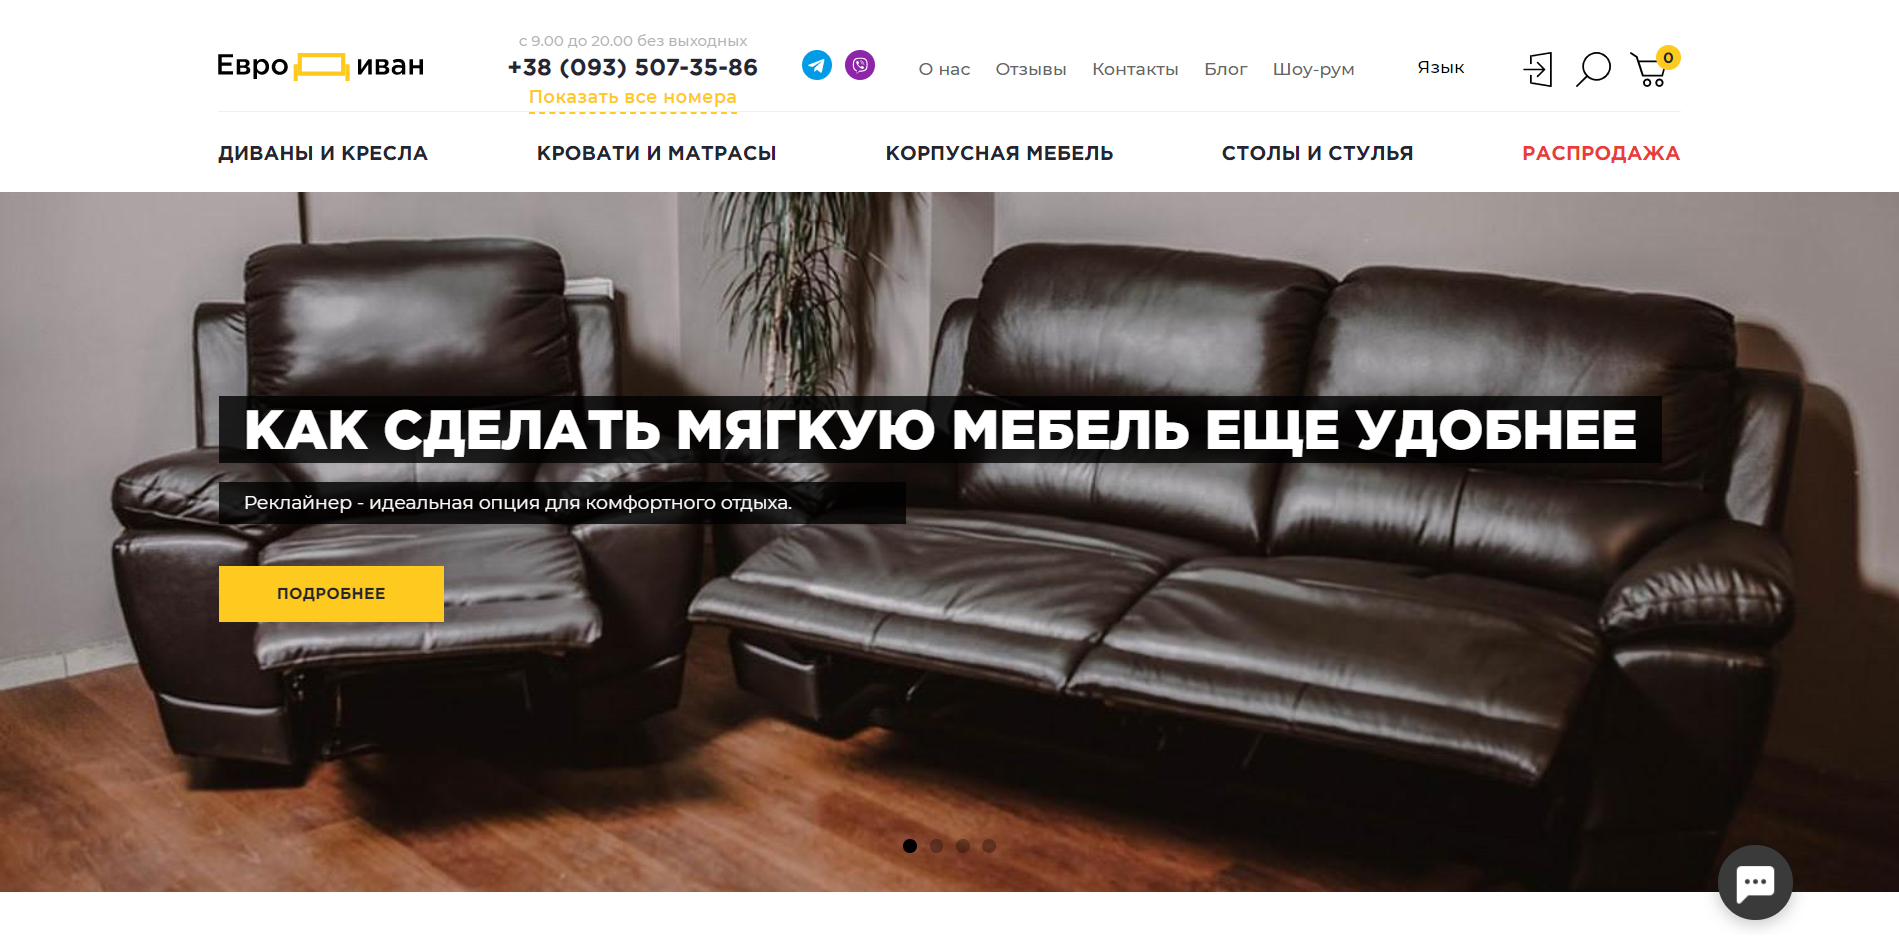 Евро иван
с 9.00 до 20.00 без выходных
+38 (093) 507-35-86
Показать все номера
О нас Отзывы Контакты Блог Шоу-рум
Язык
0
ДИВАНЫ И КРЕСЛА КРОВАТИ И МАТРАСЫ КОРПУСНАЯ МЕБЕЛЬ СТОЛЫ И СТУЛЬЯ РАСПРОДАЖА
КАК СДЕЛАТЬ МЯГКУЮ МЕБЕЛЬ ЕЩЕ УДОБНЕЕ
Реклайнер - идеальная опция для комфортного отдыха.
ПОДРОБНЕЕ